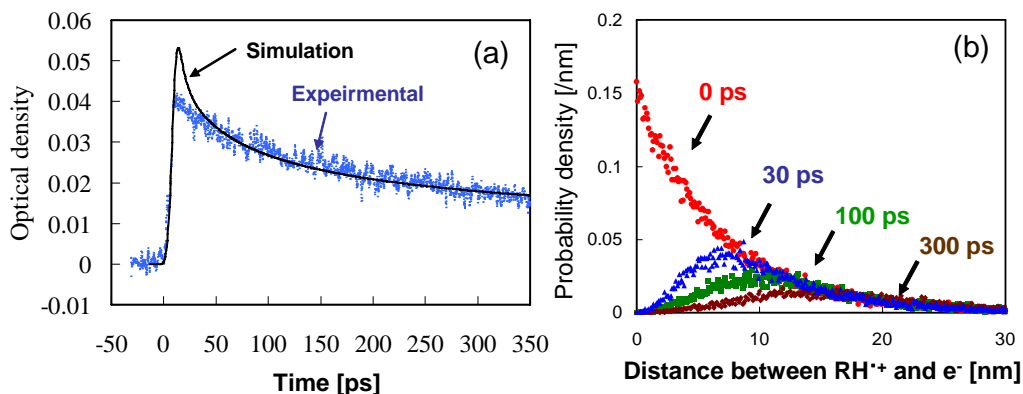 (a)
Optical density
0.06
0.05
0.04
0.03
0.02
0.01
0
-0.01
Simulation
Expeirmental
-50 0 50 100 150 200 250 300 350
Time [ps]
(b)
Probability density [/nm]
0.2
0.15
0.1
0.05
0
0 ps
30 ps
100 ps
300 ps
0 10 20 30
Distance between RH·+ and e- [nm]